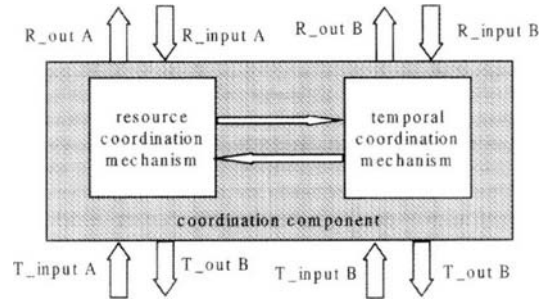 R_out A
R_input A
R_out B
R_input B
resource
coordination
mechanism
temporal
coordination
mechanism
coordination component
T_input A
T_out B
T_input B
T_out B